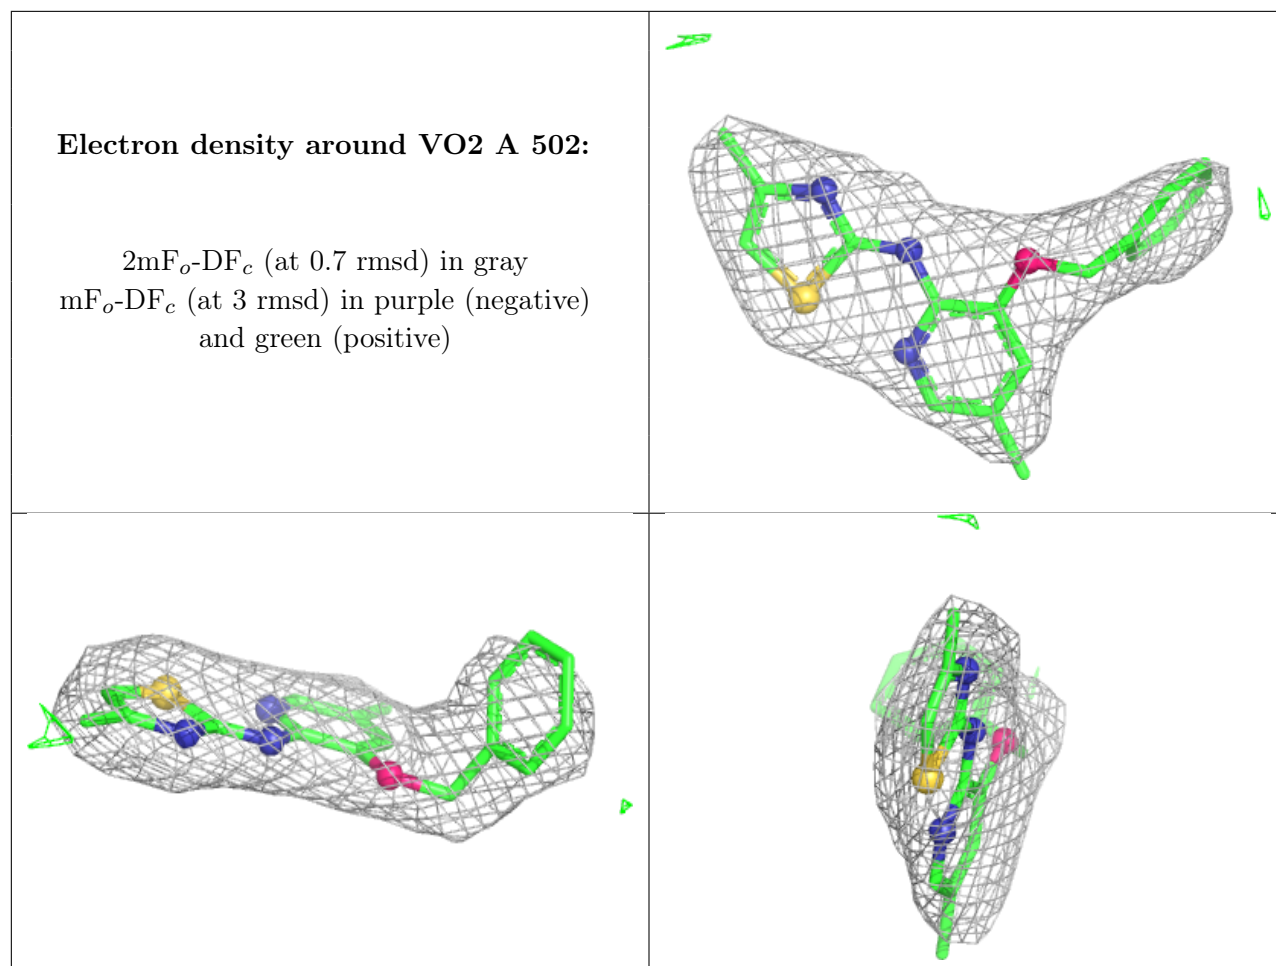 Electron density around VO2 A 502:
2mFₒ-DF𝒸 (at 0.7 rmsd) in gray
mFₒ-DF𝒸 (at 3 rmsd) in purple (negative)
and green (positive)